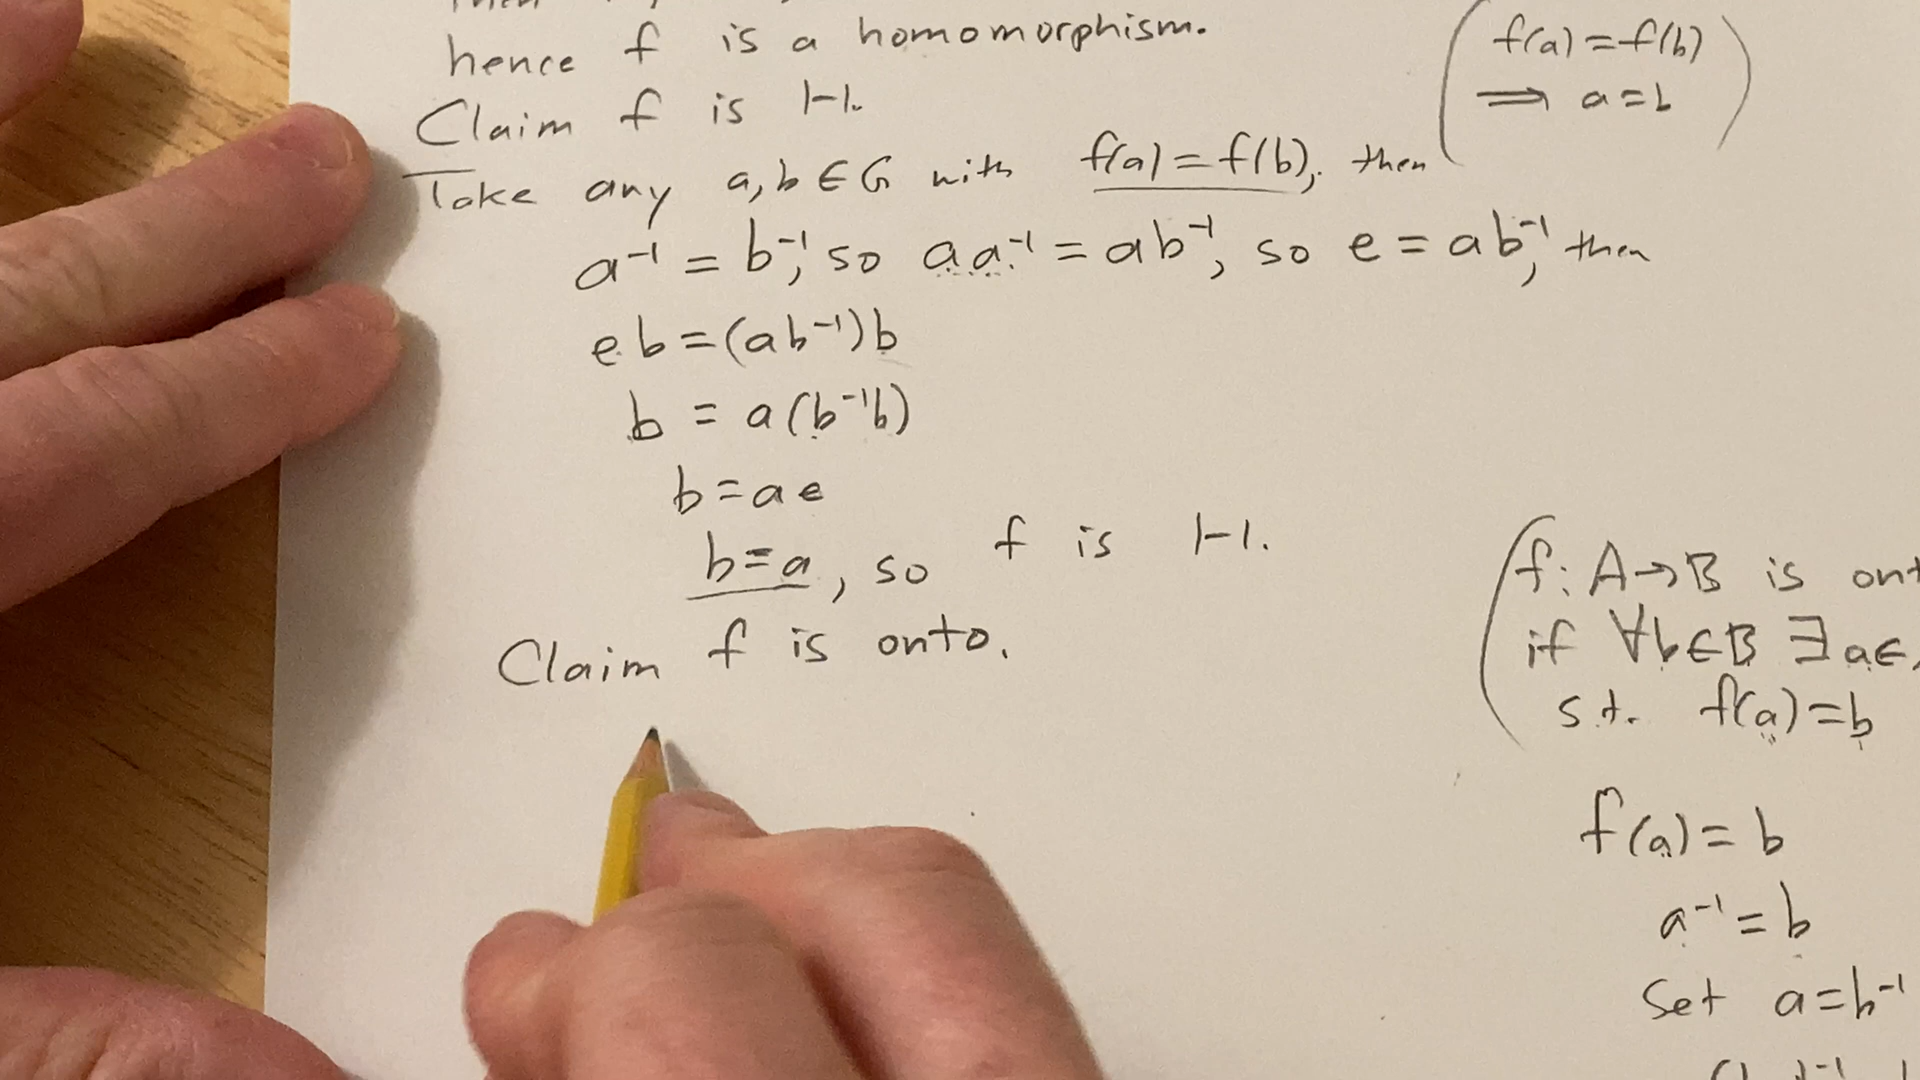 hence f is a homomorphism.
Claim f is 1-1.
Take any a, b ∈ G with f(a) = f(b), then
a⁻¹ = b⁻¹, so aa⁻¹ = ab⁻¹, so e = ab⁻¹, then
eb = (ab⁻¹)b
b = a(b⁻¹b)
b = ae
b = a, so f is 1-1.
Claim f is onto.
(f(a) = f(b)
⟹ a = b)
(f: A → B is ont
if ∀b ∈ B ∃ a ∈
s.t. f(a) = b
f(a) = b
a⁻¹ = b
Set a = b⁻¹